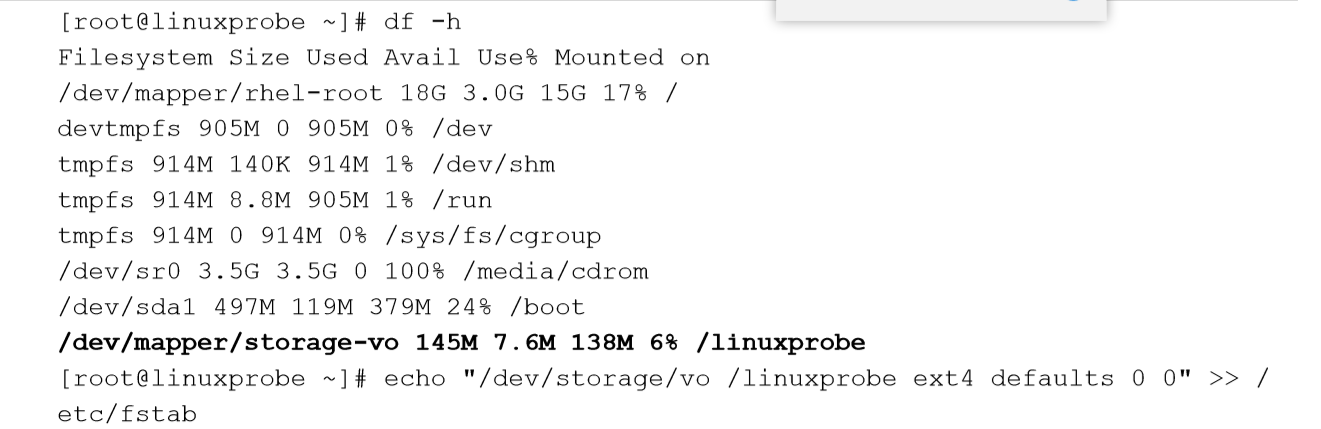 [root@linuxprobe ~]# df -h
Filesystem Size Used Avail Use% Mounted on
/dev/mapper/rhel-root 18G 3.0G 15G 17% /
devtmpfs 905M 0 905M 0% /dev
tmpfs 914M 140K 914M 1% /dev/shm
tmpfs 914M 8.8M 905M 1% /run
tmpfs 914M 0 914M 0% /sys/fs/cgroup
/dev/sr0 3.5G 3.5G 0 100% /media/cdrom
/dev/sda1 497M 119M 379M 24% /boot
/dev/mapper/storage-vo 145M 7.6M 138M 6% /linuxprobe
[root@linuxprobe ~]# echo "/dev/storage/vo /linuxprobe ext4 defaults 0 0" >> /
etc/fstab